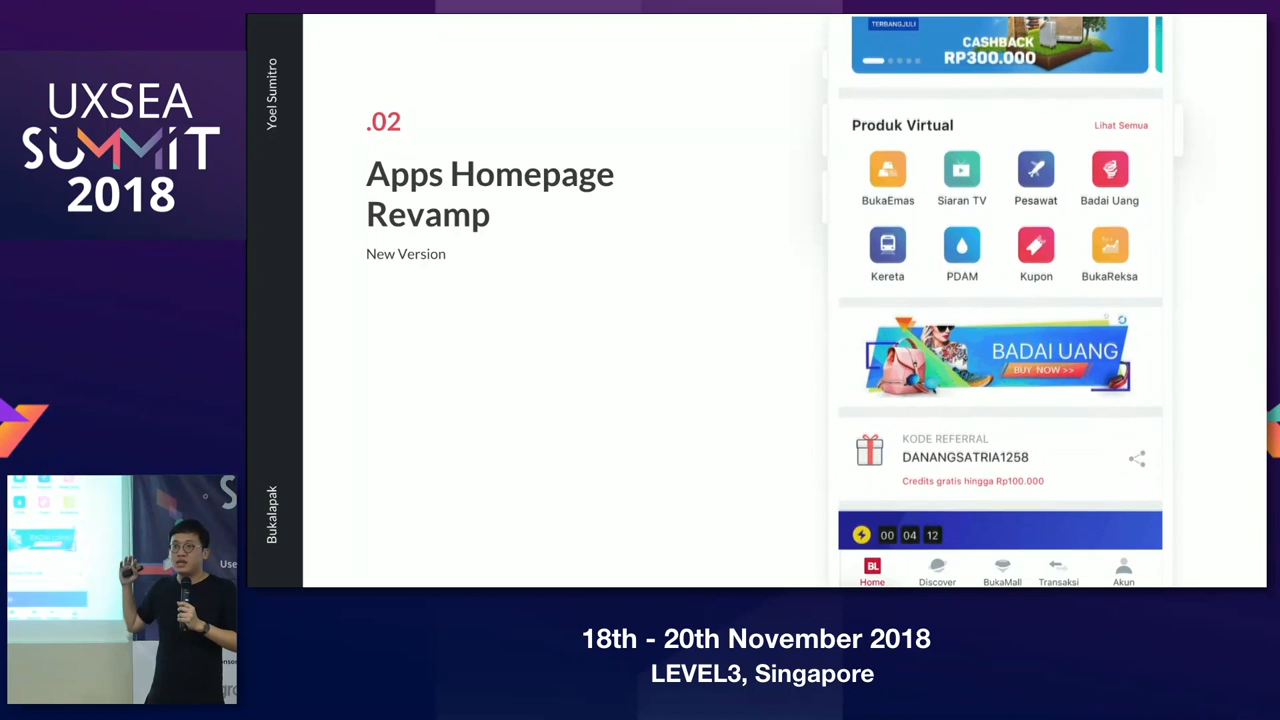 UXSEA
SUMMIT
2018
Yoel Sumitro
Bukalapak
.02
Apps Homepage
Revamp
New Version
TERBANGJULI
CASHBACK
RP300.000
Produk Virtual
Lihat Semua
BukaEmas
Siaran TV
Pesawat
Badai Uang
Kereta
PDAM
Kupon
BukaReksa
BADAI UANG
BUY NOW >>
KODE REFERRAL
DANANGSATRIA1258
Credits gratis hingga Rp100.000
00 04 12
BL
Home
Discover
BukaMall
Transaksi
Akun
S
Use
18th - 20th November 2018
LEVEL3, Singapore